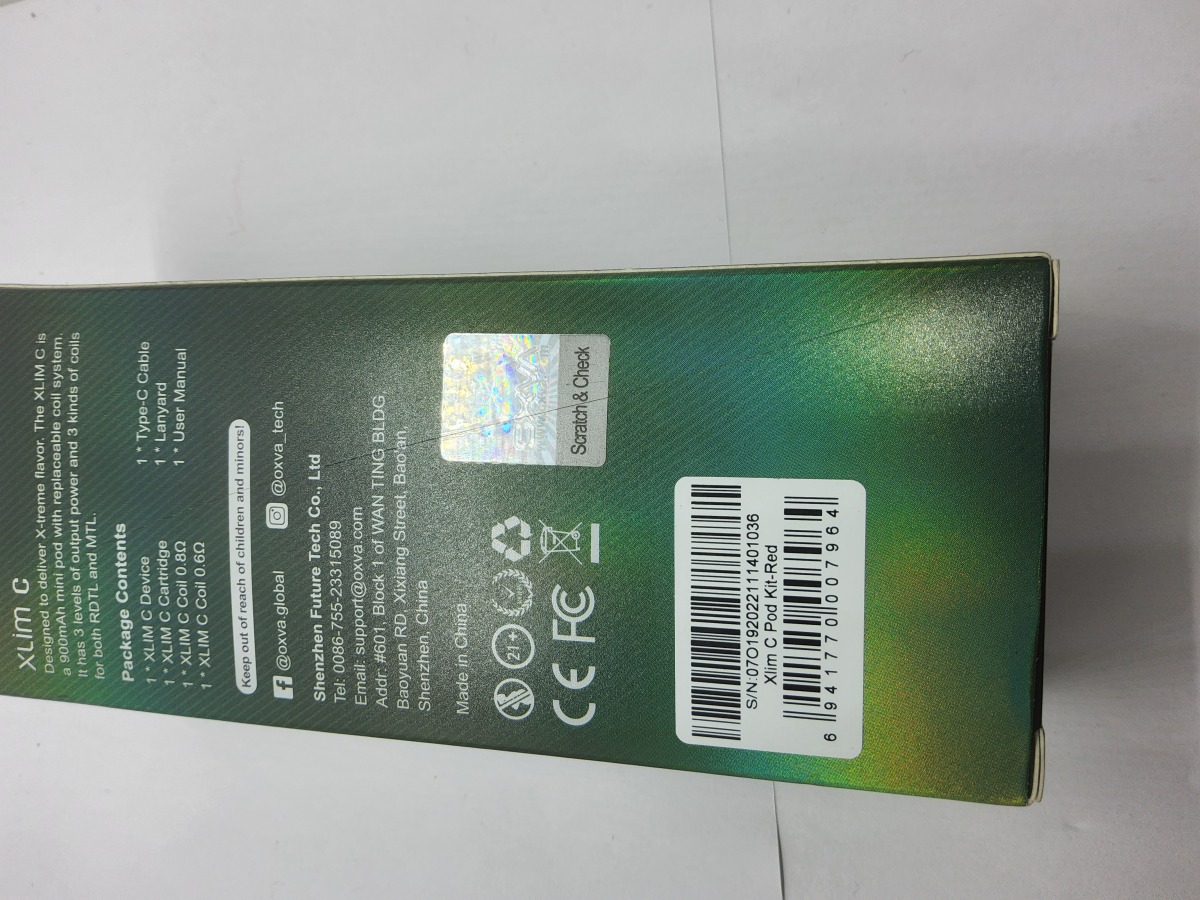 XLIM C
Designed to deliver X-treme flavor. The XLIM C is
a 900mAh mini pod with replaceable coil system.
It has 3 levels of output power and 3 kinds of coils
for both RDTL and MTL.
Package Contents
1 * XLIM C Device
1 * XLIM C Cartridge
1 * XLIM C Coil 0.8Ω
1 * XLIM C Coil 0.6Ω
1 * Type-C Cable
1 * Lanyard
1 * User Manual
Keep out of reach of children and minors!
@oxva.global
@oxva_tech
Shenzhen Future Tech Co., Ltd
Tel: 0086-755-23315089
Email: support@oxva.com
Addr: #601, Block 1 of WAN TING BLDG,
Baoyuan RD, Xixiang Street, Bao'an,
Shenzhen, China
Made in China
21+
CE FC
OXVA
Scratch & Check
S/N:07O1920221111401036
Xlim C Pod Kit-Red
6 941770 007964